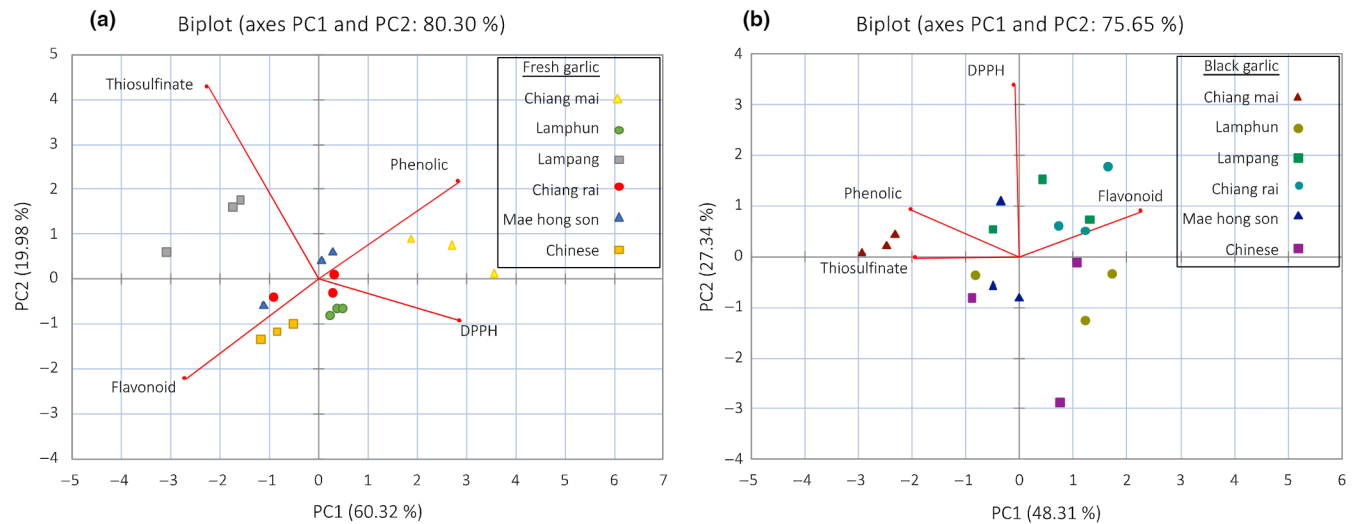 (a)
Biplot (axes PC1 and PC2: 80.30 %)
5
4
3
2
1
0
−1
−2
−3
−4
PC2 (19.98 %)
Thiosulfinate
Phenolic
DPPH
Flavonoid
Fresh garlic
Chiang mai
Lamphun
Lampang
Chiang rai
Mae hong son
Chinese
−5 −4 −3 −2 −1 0 1 2 3 4 5 6 7
PC1 (60.32 %)
(b)
Biplot (axes PC1 and PC2: 75.65 %)
4
3
2
1
0
−1
−2
−3
−4
PC2 (27.34 %)
DPPH
Phenolic
Flavonoid
Thiosulfinate
Black garlic
Chiang mai
Lamphun
Lampang
Chiang rai
Mae hong son
Chinese
−5 −4 −3 −2 −1 0 1 2 3 4 5 6
PC1 (48.31 %)